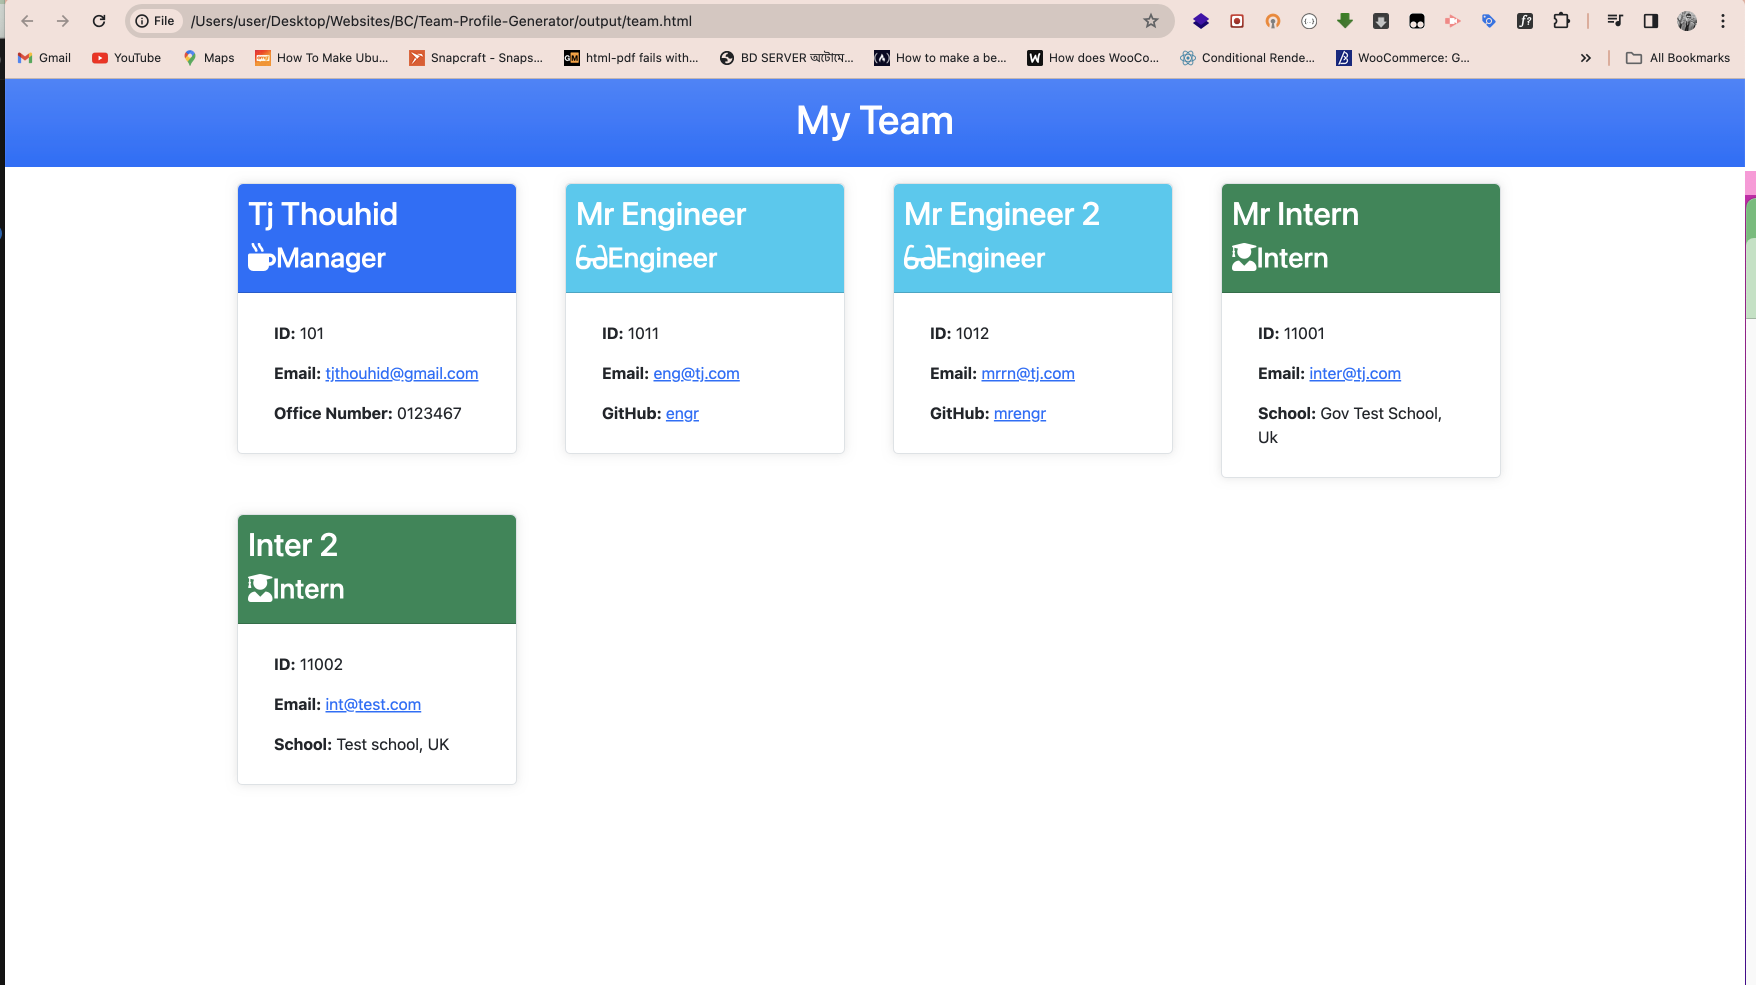 File /Users/user/Desktop/Websites/BC/Team-Profile-Generator/output/team.html
Gmail YouTube Maps How To Make Ubu... Snapcraft - Snaps... html-pdf fails with... BD SERVER অটোমে... How to make a be... How does WooCo... Conditional Rende... WooCommerce: G... » All Bookmarks
My Team
Tj Thouhid
Manager
ID: 101
Email: tjthouhid@gmail.com
Office Number: 0123467
Mr Engineer
Engineer
ID: 1011
Email: eng@tj.com
GitHub: engr
Mr Engineer 2
Engineer
ID: 1012
Email: mrrn@tj.com
GitHub: mrengr
Mr Intern
Intern
ID: 11001
Email: inter@tj.com
School: Gov Test School,
Uk
Inter 2
Intern
ID: 11002
Email: int@test.com
School: Test school, UK